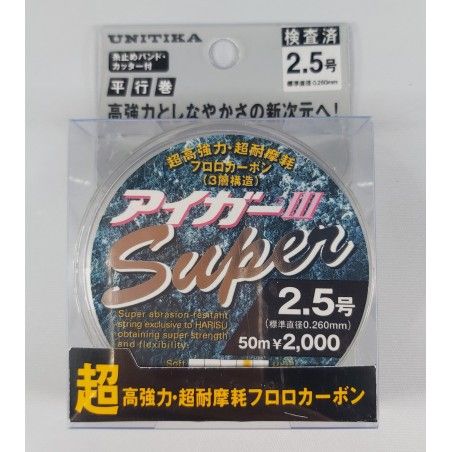 UNITIKA
検査済
糸止めバンド・
カッター付
2.5号
標準直径0.260mm
平行巻
高強力としなやかさの新次元へ!
超高強力・超耐摩耗
フロロカーボン
(3層構造)
アイガーIII
Super
2.5号
(標準直径0.260mm)
50m¥2,000
Super abrasion-resitant
string exclusive to HARISU
obtaining super strength
and flexibility.
Soft
超 高強力・超耐摩耗フロロカーボン